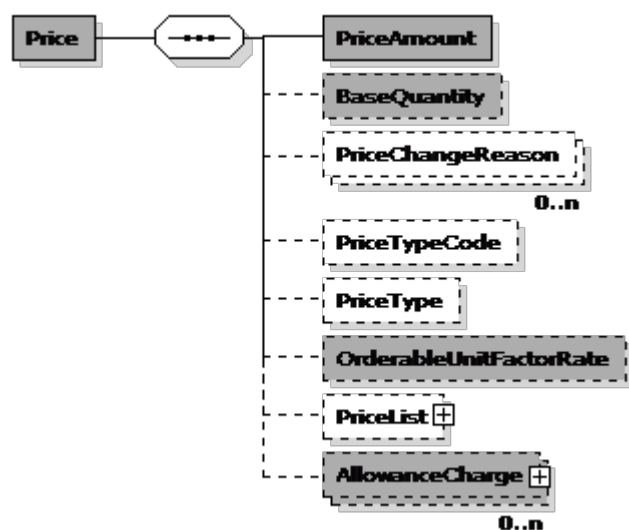 Price
PriceAmount
BaseQuantity
PriceChangeReason
0..n
PriceTypeCode
PriceType
OrderableUnitFactorRate
PriceList
AllowanceCharge
0..n